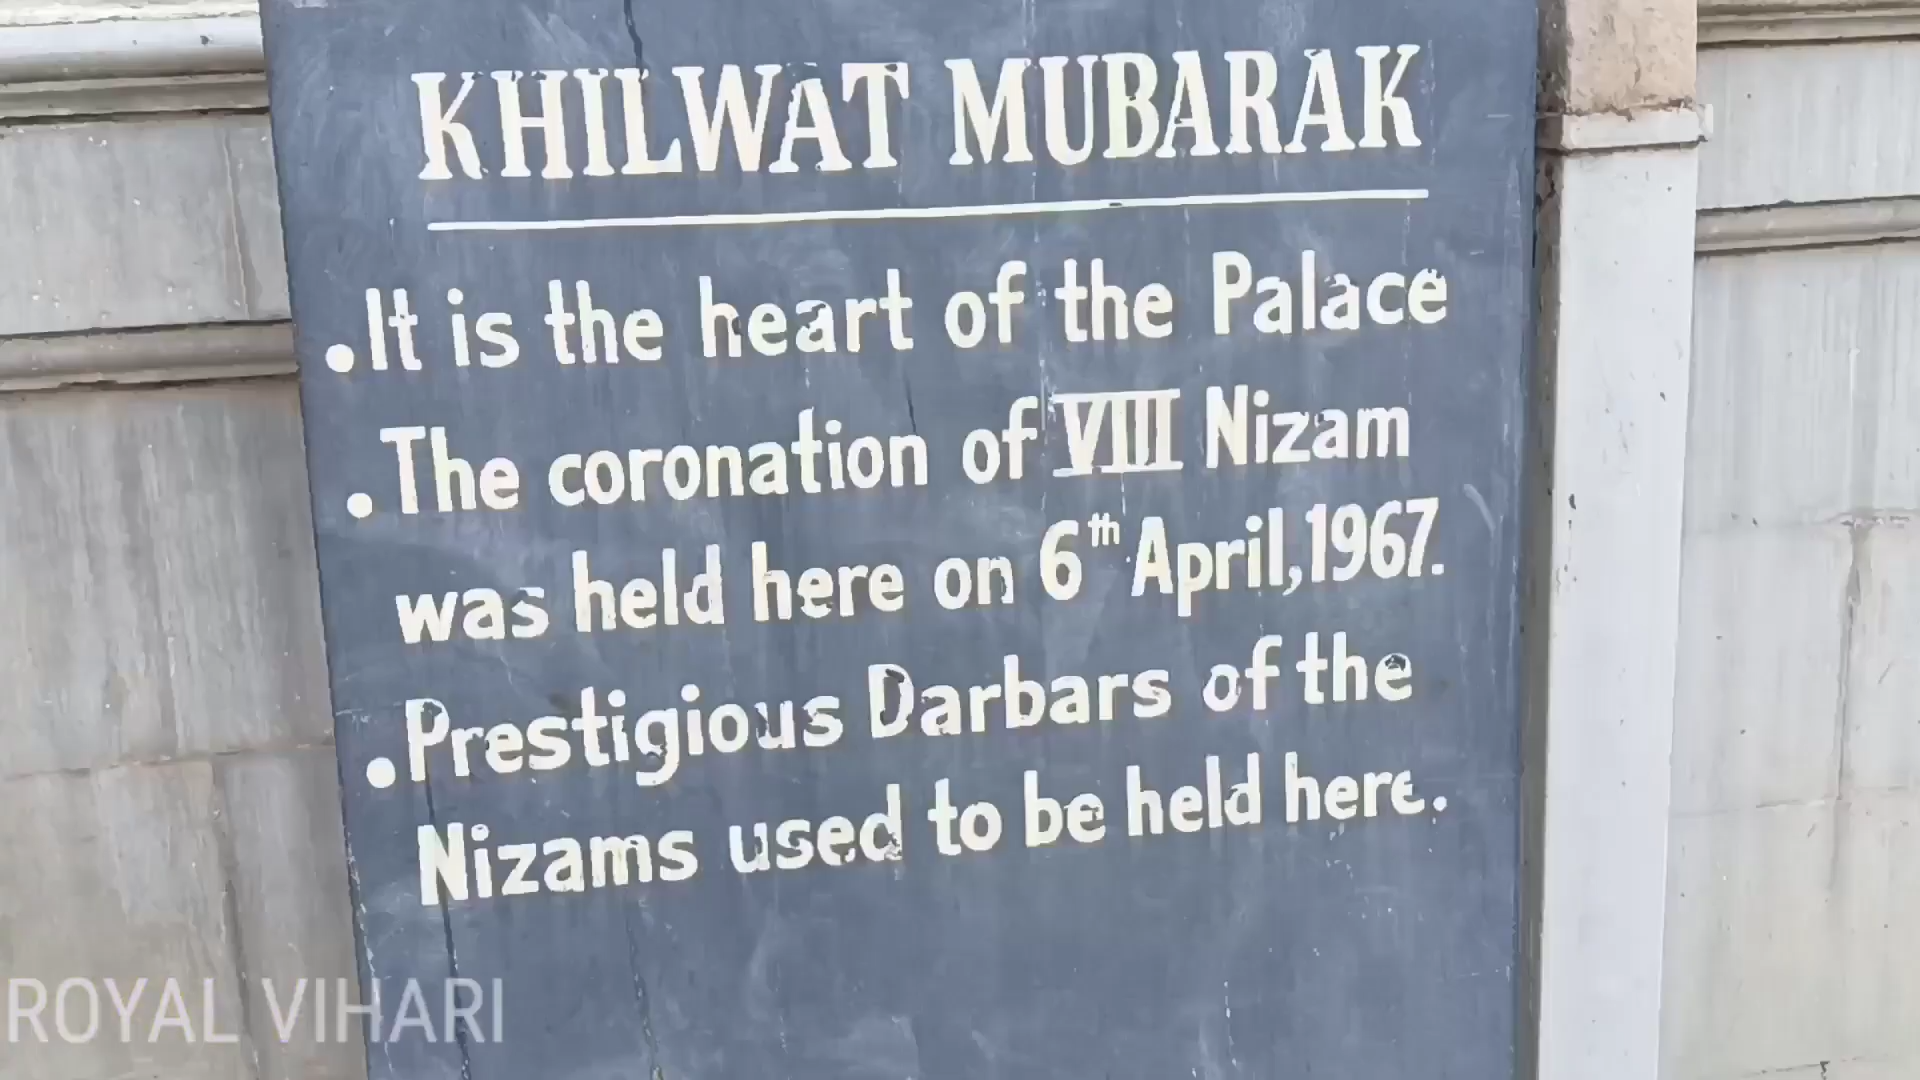 KHILWAT MUBARAK
•It is the heart of the Palace
•The coronation of VIII Nizam
was held here on 6th April,1967.
•Prestigious Darbars of the
Nizams used to be held here.
ROYAL VIHARI